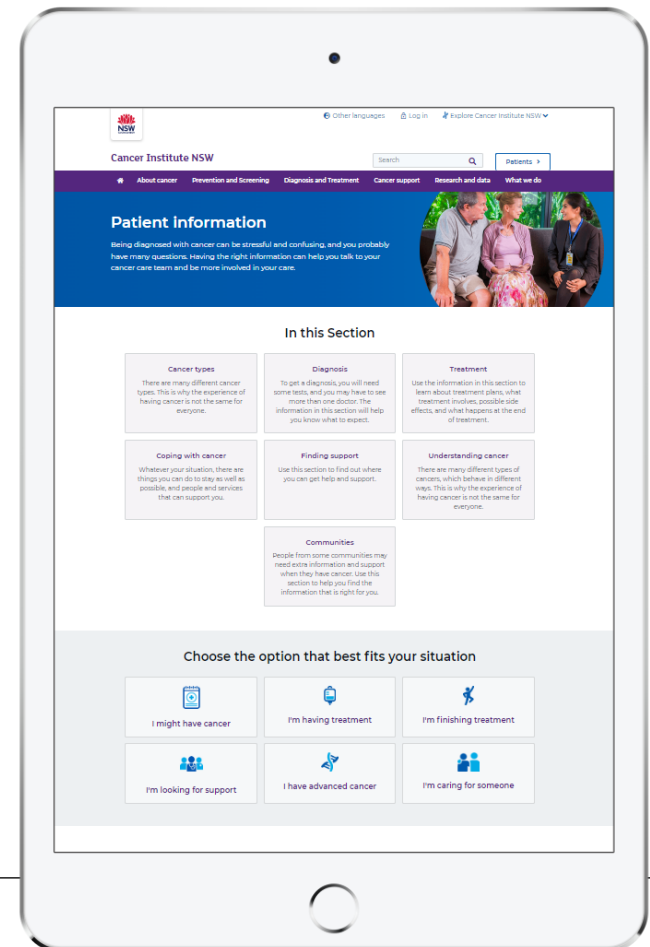 Other languages
Log in
Explore Cancer Institute NSW
NSW
Cancer Institute NSW
Search
Patients
About cancer
Prevention and Screening
Diagnosis and Treatment
Cancer support
Research and data
What we do
Patient information
Being diagnosed with cancer can be stressful and confusing, and you probably
have many questions. Having the right information can help you talk to your
cancer care team and be more involved in your care.
In this Section
Cancer types
There are many different cancer
types. This is why the experience of
having cancer is not the same for
everyone.
Diagnosis
To get a diagnosis, you will need
some tests, and you may have to see
more than one doctor. The
information in this section will help
you know what to expect.
Treatment
Use the information in this section to
learn about treatment plans, what
treatment involves, possible side
effects, and what happens at the end
of treatment.
Coping with cancer
Whatever your situation, there are
things you can do to stay as well as
possible, and people and services
that can support you.
Finding support
Use this section to find out where
you can get help and support.
Understanding cancer
There are many different types of
cancers, which behave in different
ways. This is why the experience of
having cancer is not the same for
everyone.
Communities
People from some communities may
need extra information and support
when they have cancer. Use this
section to help you find the
information that is right for you.
Choose the option that best fits your situation
I might have cancer
I'm having treatment
I'm finishing treatment
I'm looking for support
I have advanced cancer
I'm caring for someone